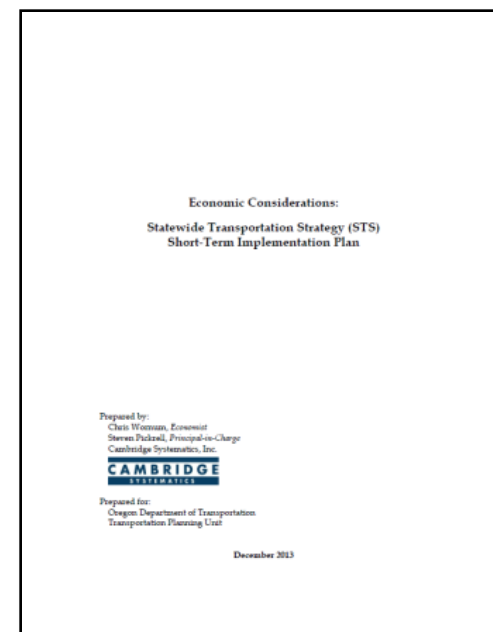 Economic Considerations:
Statewide Transportation Strategy (STS)
Short-Term Implementation Plan
Prepared by:
Chris Wornum, Economist
Steven Pickrell, Principal-in-Charge
Cambridge Systematics, Inc.
CAMBRIDGE
SYSTEMATICS
Prepared for:
Oregon Department of Transportation
Transportation Planning Unit
December 2013